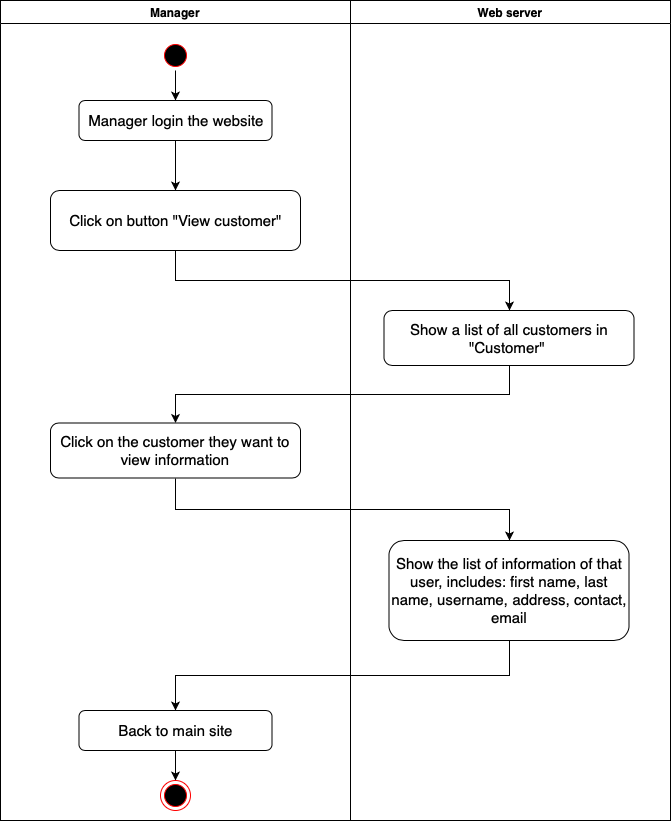 Manager
Web server
Manager login the website
Click on button "View customer"
Show a list of all customers in
"Customer"
Click on the customer they want to
view information
Show the list of information of that
user, includes: first name, last
name, username, address, contact,
email
Back to main site